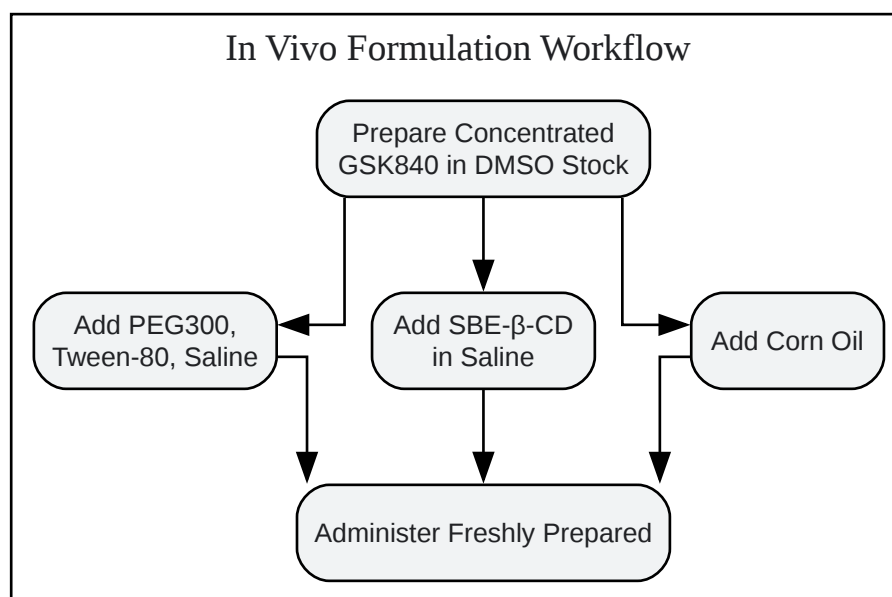 In Vivo Formulation Workflow
Prepare Concentrated
GSK840 in DMSO Stock
Add PEG300,
Tween-80, Saline
Add SBE-β-CD
in Saline
Add Corn Oil
Administer Freshly Prepared